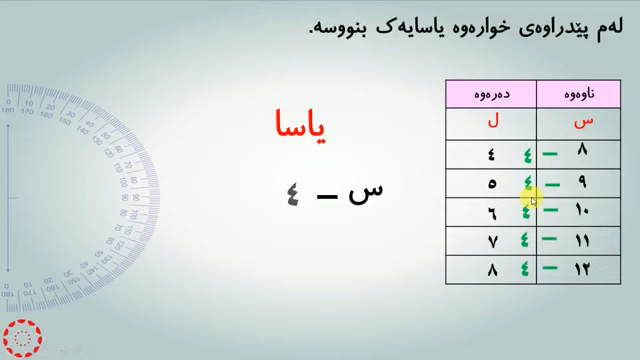 لەم پێدراوەی خوارەوە یاسایەک بنووسە.
ناوەوە دەرەوە
س ل
٨ − ٤ ٤
٩ − ٤ ٥
١٠ − ٤ ٦
١١ − ٤ ٧
١٢ − ٤ ٨
یاسا
س − ٤